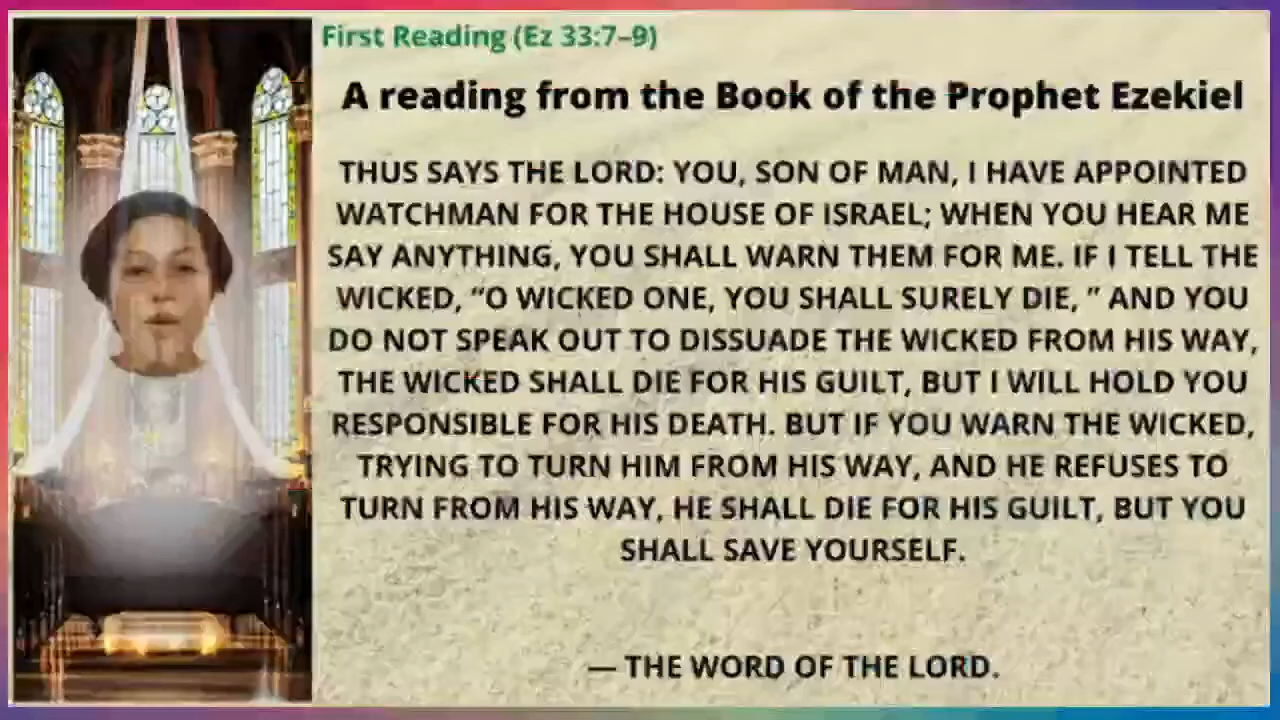 First Reading (Ez 33:7–9)
A reading from the Book of the Prophet Ezekiel
THUS SAYS THE LORD: YOU, SON OF MAN, I HAVE APPOINTED
WATCHMAN FOR THE HOUSE OF ISRAEL; WHEN YOU HEAR ME
SAY ANYTHING, YOU SHALL WARN THEM FOR ME. IF I TELL THE
WICKED, “O WICKED ONE, YOU SHALL SURELY DIE, ” AND YOU
DO NOT SPEAK OUT TO DISSUADE THE WICKED FROM HIS WAY,
THE WICKED SHALL DIE FOR HIS GUILT, BUT I WILL HOLD YOU
RESPONSIBLE FOR HIS DEATH. BUT IF YOU WARN THE WICKED,
TRYING TO TURN HIM FROM HIS WAY, AND HE REFUSES TO
TURN FROM HIS WAY, HE SHALL DIE FOR HIS GUILT, BUT YOU
SHALL SAVE YOURSELF.
— THE WORD OF THE LORD.